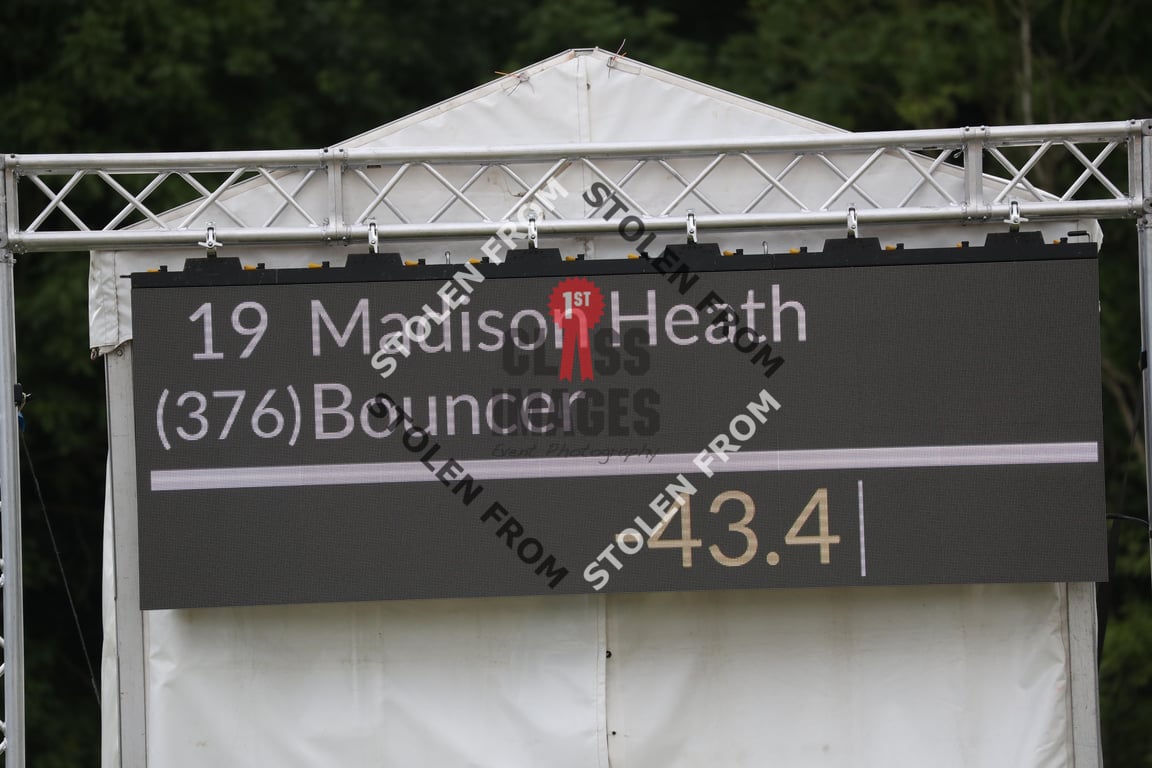 19 Madison Heath
(376) Bouncer
-43.4
STOLEN FROM
STOLEN FROM
1ST
CLASS
IMAGES
Event Photography
STOLEN FROM
STOLEN FROM